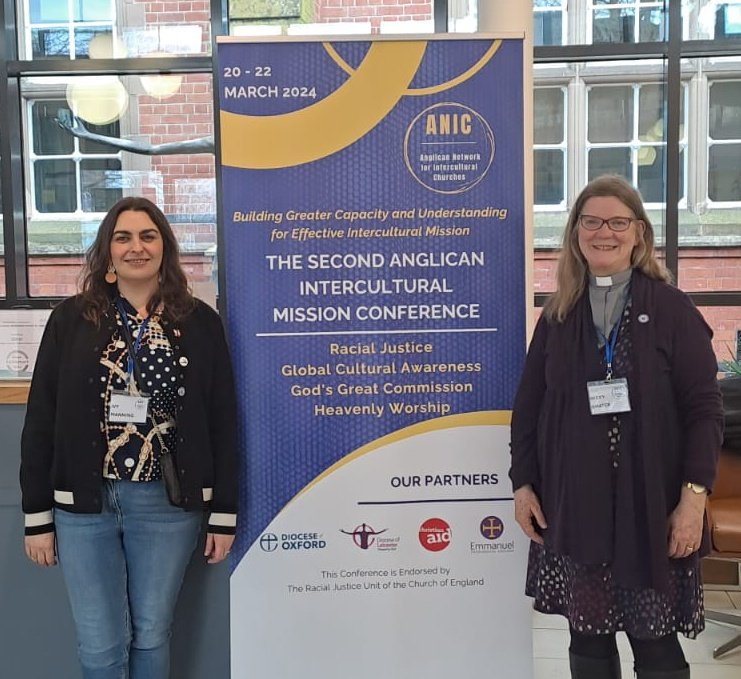 20 - 22
MARCH 2024
ANIC
Anglican Network
for Intercultural
Churches
Building Greater Capacity and Understanding
for Effective Intercultural Mission
THE SECOND ANGLICAN
INTERCULTURAL
MISSION CONFERENCE
Racial Justice
Global Cultural Awareness
God's Great Commission
Heavenly Worship
OUR PARTNERS
DIOCESE of
OXFORD
Diocese of
Leicester
christian
aid
Emmanuel
This Conference is Endorsed by
The Racial Justice Unit of the Church of England
MANNING